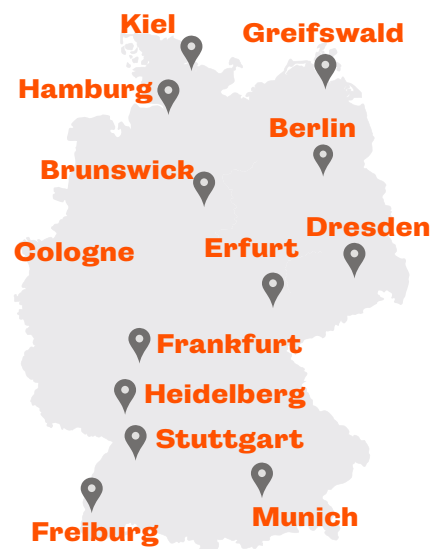 Kiel
Greifswald
Hamburg
Berlin
Brunswick
Dresden
Erfurt
Cologne
Frankfurt
Heidelberg
Stuttgart
Munich
Freiburg